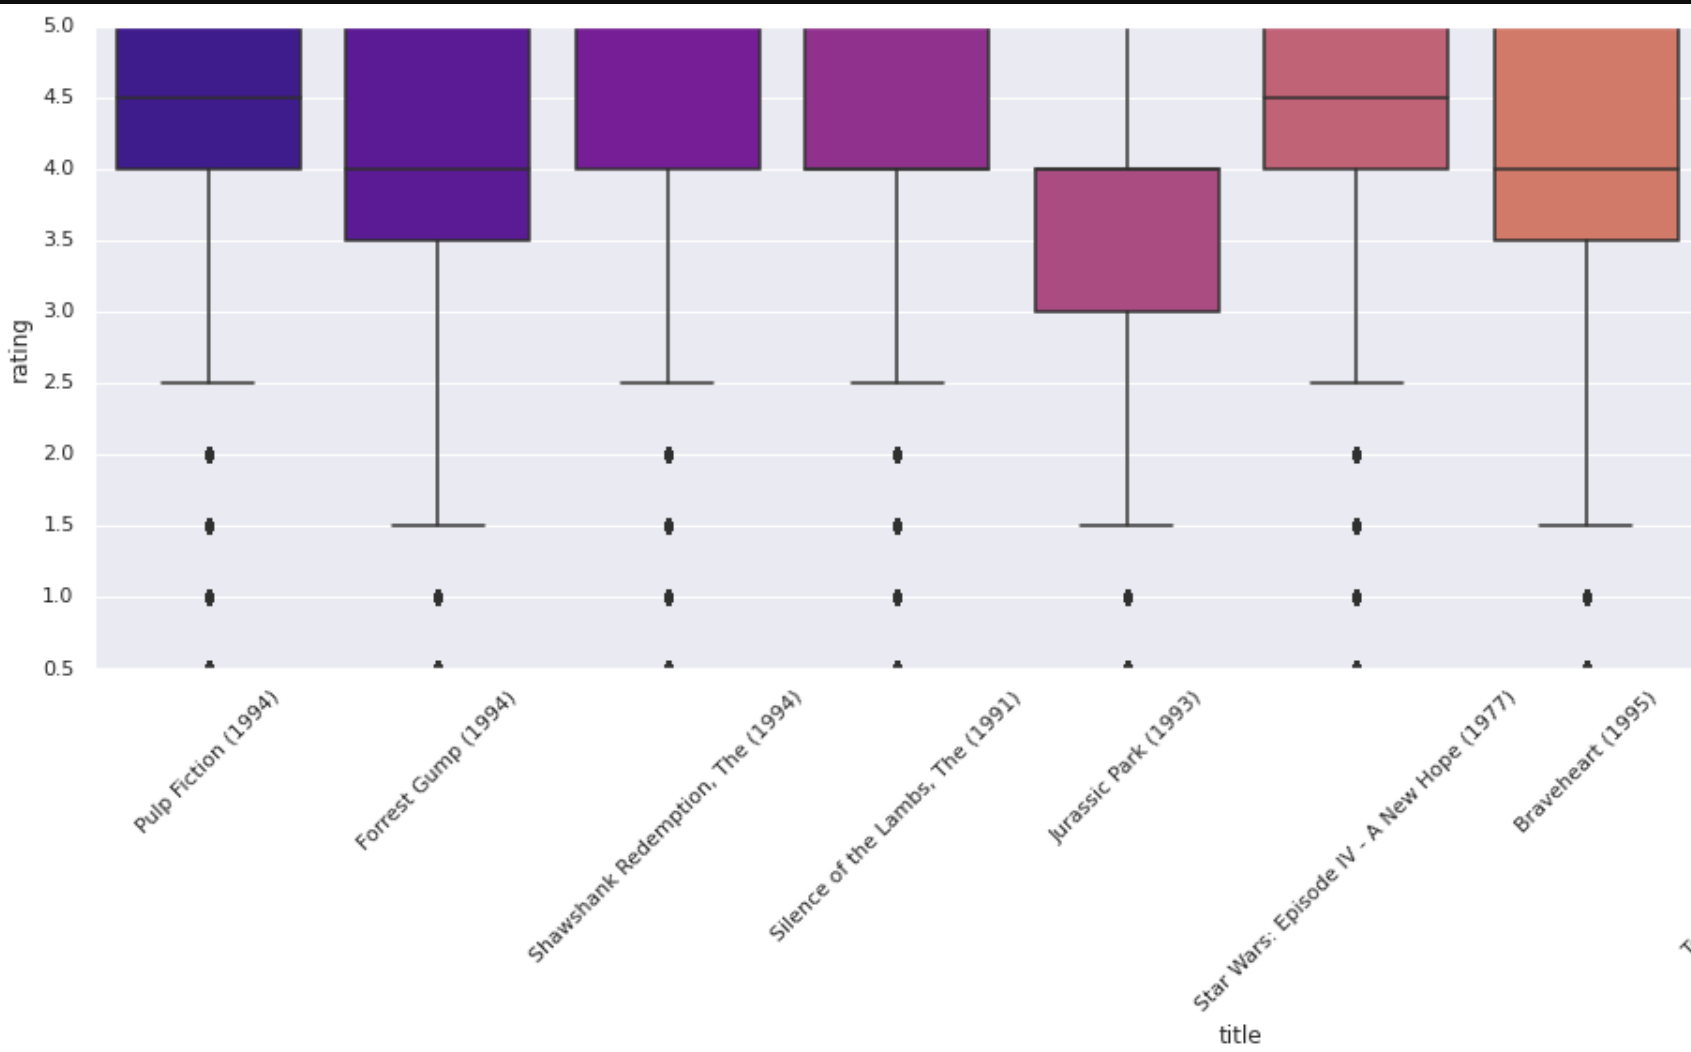 5.0
4.5
4.0
3.5
3.0
2.5
2.0
1.5
1.0
0.5
rating
Pulp Fiction (1994)
Forrest Gump (1994)
Shawshank Redemption, The (1994)
Silence of the Lambs, The (1991)
Jurassic Park (1993)
Star Wars: Episode IV - A New Hope (1977)
Braveheart (1995)
title